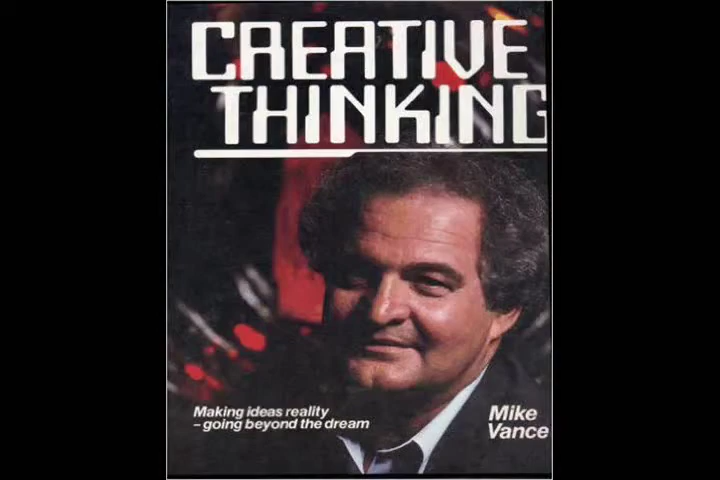 CREATIVE
THINKING
Making ideas reality
– going beyond the dream
Mike
Vance